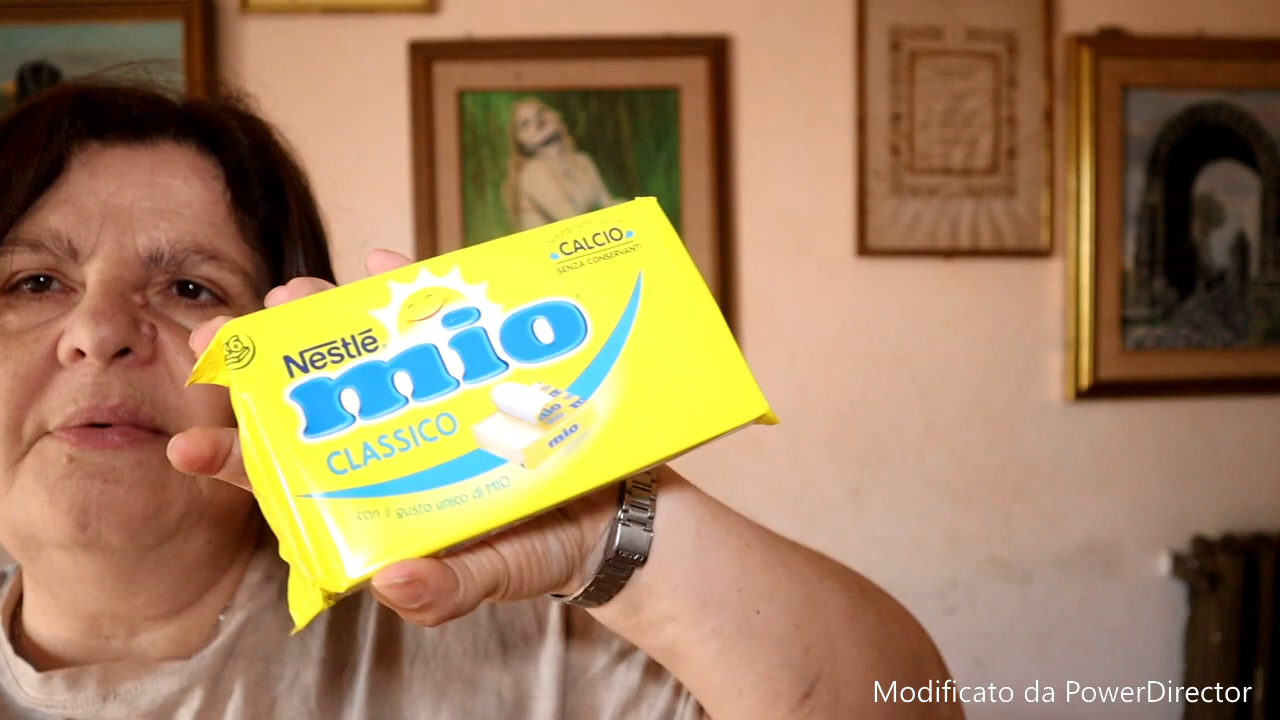 CALCIO
SENZA CONSERVANTI
Nestlé
mio
CLASSICO
mio
mio
con il gusto unico di MIO
Modificato da PowerDirector